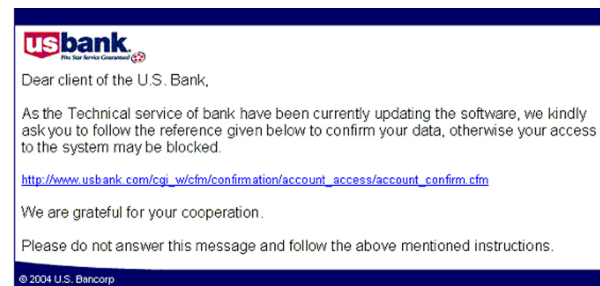 usbank.
Five Star Service Guaranteed
Dear client of the U.S. Bank,
As the Technical service of bank have been currently updating the software, we kindly
ask you to follow the reference given below to confirm your data, otherwise your access
to the system may be blocked.
http://www.usbank.com/cgi_w/cfm/confirmation/account_access/account_confirm.cfm
We are grateful for your cooperation.
Please do not answer this message and follow the above mentioned instructions.
© 2004 U.S. Bancorp